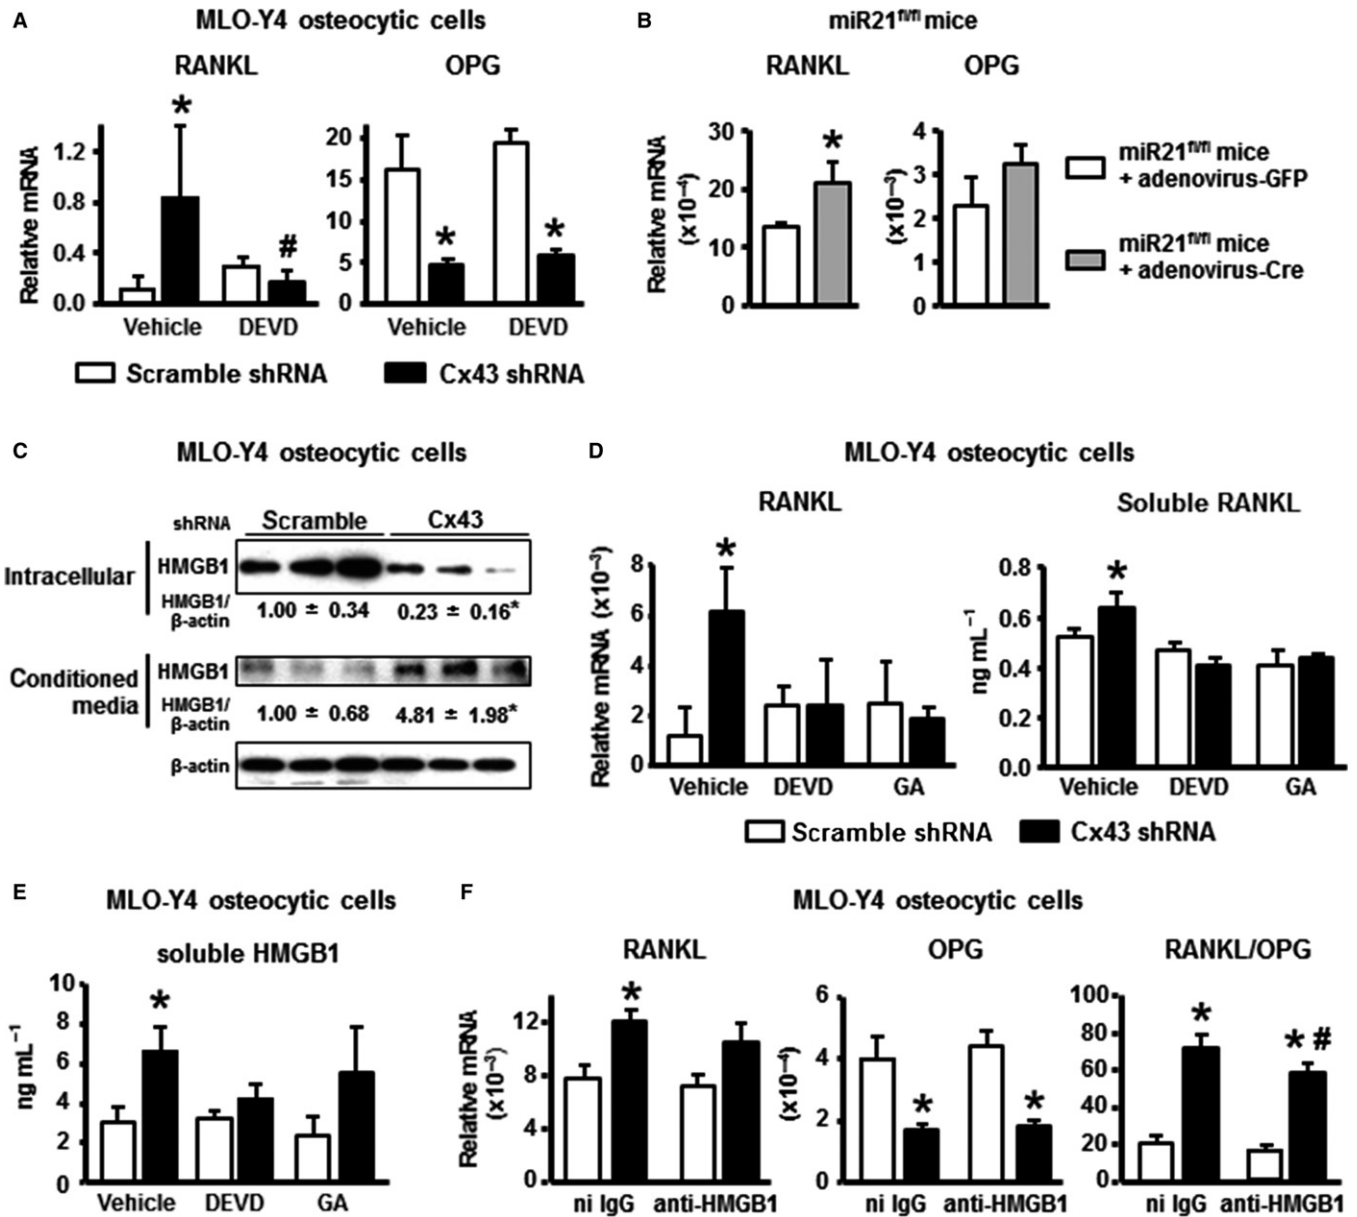 A
MLO-Y4 osteocytic cells
RANKL
OPG
Relative mRNA
1.2
0.8
0.4
0.0
*
#
Vehicle
DEVD
20
15
10
5
0
*
*
Vehicle
DEVD
Scramble shRNA
Cx43 shRNA
B
miR21fl/fl mice
RANKL
OPG
Relative mRNA
(x10–4)
30
20
10
0
*
(x10–3)
4
3
2
1
0
miR21fl/fl mice
+ adenovirus-GFP
miR21fl/fl mice
+ adenovirus-Cre
C
MLO-Y4 osteocytic cells
shRNA
Scramble
Cx43
Intracellular
HMGB1
HMGB1/
β-actin
1.00 ± 0.34
0.23 ± 0.16*
Conditioned
media
HMGB1
HMGB1/
β-actin
1.00 ± 0.68
4.81 ± 1.98*
β-actin
D
MLO-Y4 osteocytic cells
RANKL
Soluble RANKL
Relative mRNA (x10–3)
8
6
4
2
0
*
Vehicle
DEVD
GA
ng mL–1
0.8
0.6
0.4
0.2
0.0
*
Vehicle
DEVD
GA
Scramble shRNA
Cx43 shRNA
E
MLO-Y4 osteocytic cells
soluble HMGB1
ng mL–1
10
8
6
4
2
0
*
Vehicle
DEVD
GA
F
MLO-Y4 osteocytic cells
RANKL
OPG
RANKL/OPG
Relative mRNA
(x10–3)
12
8
4
0
*
ni IgG
anti-HMGB1
(x10–4)
6
4
2
0
*
*
ni IgG
anti-HMGB1
100
80
60
40
20
0
*
* #
ni IgG
anti-HMGB1